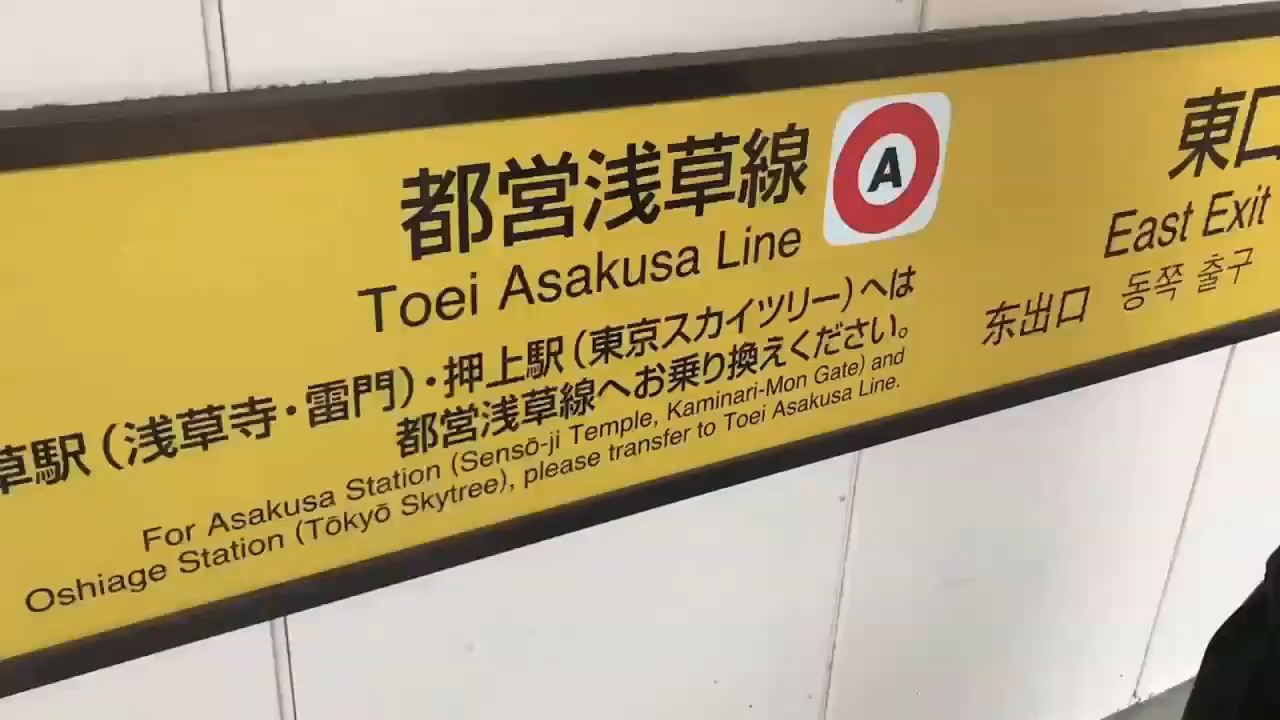 都営浅草線
A
Toei Asakusa Line
草駅（浅草寺・雷門）・押上駅（東京スカイツリー）へは
都営浅草線へお乗り換えください。
For Asakusa Station (Sensō-ji Temple, Kaminari-Mon Gate) and
Oshiage Station (Tōkyō Skytree), please transfer to Toei Asakusa Line.
東口
East Exit
东出口 동쪽 출구